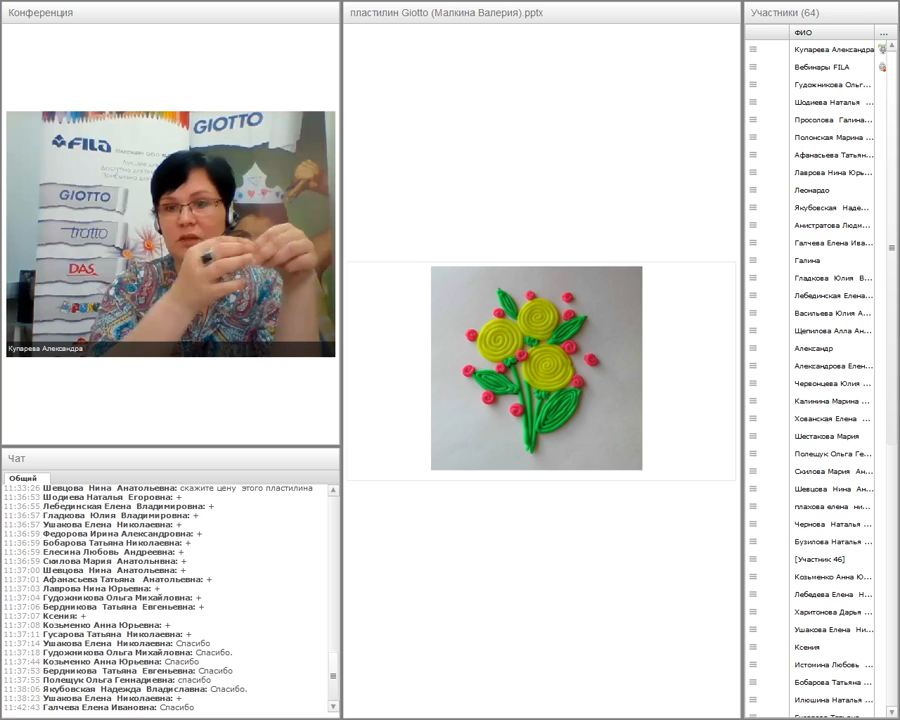 Конференция
FILA
GIOTTO
GIOTTO
tratto
DAS
Купарева Александра
Чат
Общий
11:33:26 Шевцова Нина Анатольевна: скажите цену этого пластилина
11:36:53 Шодиева Наталья Егоровна: +
11:36:55 Лебединская Елена Владимировна: +
11:36:57 Гладкова Юлия Владимировна: +
11:36:57 Ушакова Елена Николаевна: +
11:36:59 Федорова Ирина Александровна: +
11:36:59 Бобарова Татьяна Николаевна: +
11:36:59 Елесина Любовь Андреевна: +
11:36:59 Скилова Мария Анатольнвна: +
11:37:00 Шевцова Нина Анатольевна: +
11:37:01 Афанасьева Татьяна Анатольевна: +
11:37:03 Лаврова Нина Юрьевна: +
11:37:04 Гудожникова Ольга Михайловна: +
11:37:06 Бердникова Татьяна Евгеньевна: +
11:37:07 Ксения: +
11:37:08 Козьменко Анна Юрьевна: +
11:37:11 Гусарова Татьяна Николаевна: +
11:37:14 Ушакова Елена Николаевна: Спасибо
11:37:18 Гудожникова Ольга Михайловна: Спасибо.
11:37:44 Козьменко Анна Юрьевна: Спасибо
11:37:53 Бердникова Татьяна Евгеньевна: Спасибо
11:37:55 Полещук Ольга Геннадиевна: спасибо
11:38:06 Якубовская Надежда Владиславна: Спасибо.
11:38:23 Ушакова Елена Николаевна: +
11:42:43 Галчева Елена Ивановна: Спасибо
пластилин Giotto (Малкина Валерия).pptx
Участники (64)
ФИО ...
Купарева Александра
Вебинары FILA
Гудожникова Ольг...
Шодиева Наталья ...
Просолова Галина...
Полонская Марина ...
Афанасьева Татьян...
Лаврова Нина Юрь...
Леонардо
Якубовская Наде...
Анистратова Людм...
Галчева Елена Ива...
Галина
Гладкова Юлия В...
Лебединская Елена...
Васильева Юлия А...
Щепилова Алла Ан...
Александр
Александрова Елен...
Червонцева Юлия ...
Калинина Марина ...
Хованская Елена ...
Шестакова Мария
Полещук Ольга Ге...
Скилова Мария Ан...
Шевцова Нина Ан...
плахова елена ни...
Чернова Наталья ...
Бузилова Наталья ...
[Участник 46]
Козьменко Анна Ю...
Лебедева Елена Н...
Харитонова Дарья ...
Ушакова Елена Ни...
Ксения
Истомина Любовь ...
Бобарова Татьяна ...
Илюшина Наталья ...